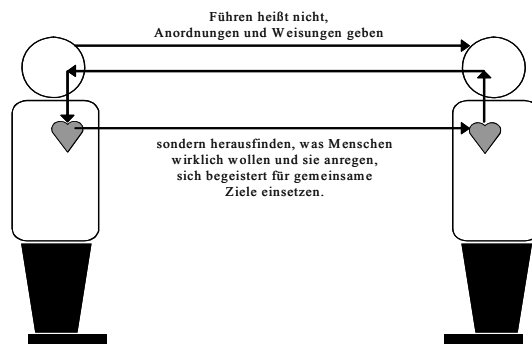 Führen heißt nicht,
Anordnungen und Weisungen geben
sondern herausfinden, was Menschen
wirklich wollen und sie anregen,
sich begeistert für gemeinsame
Ziele einsetzen.